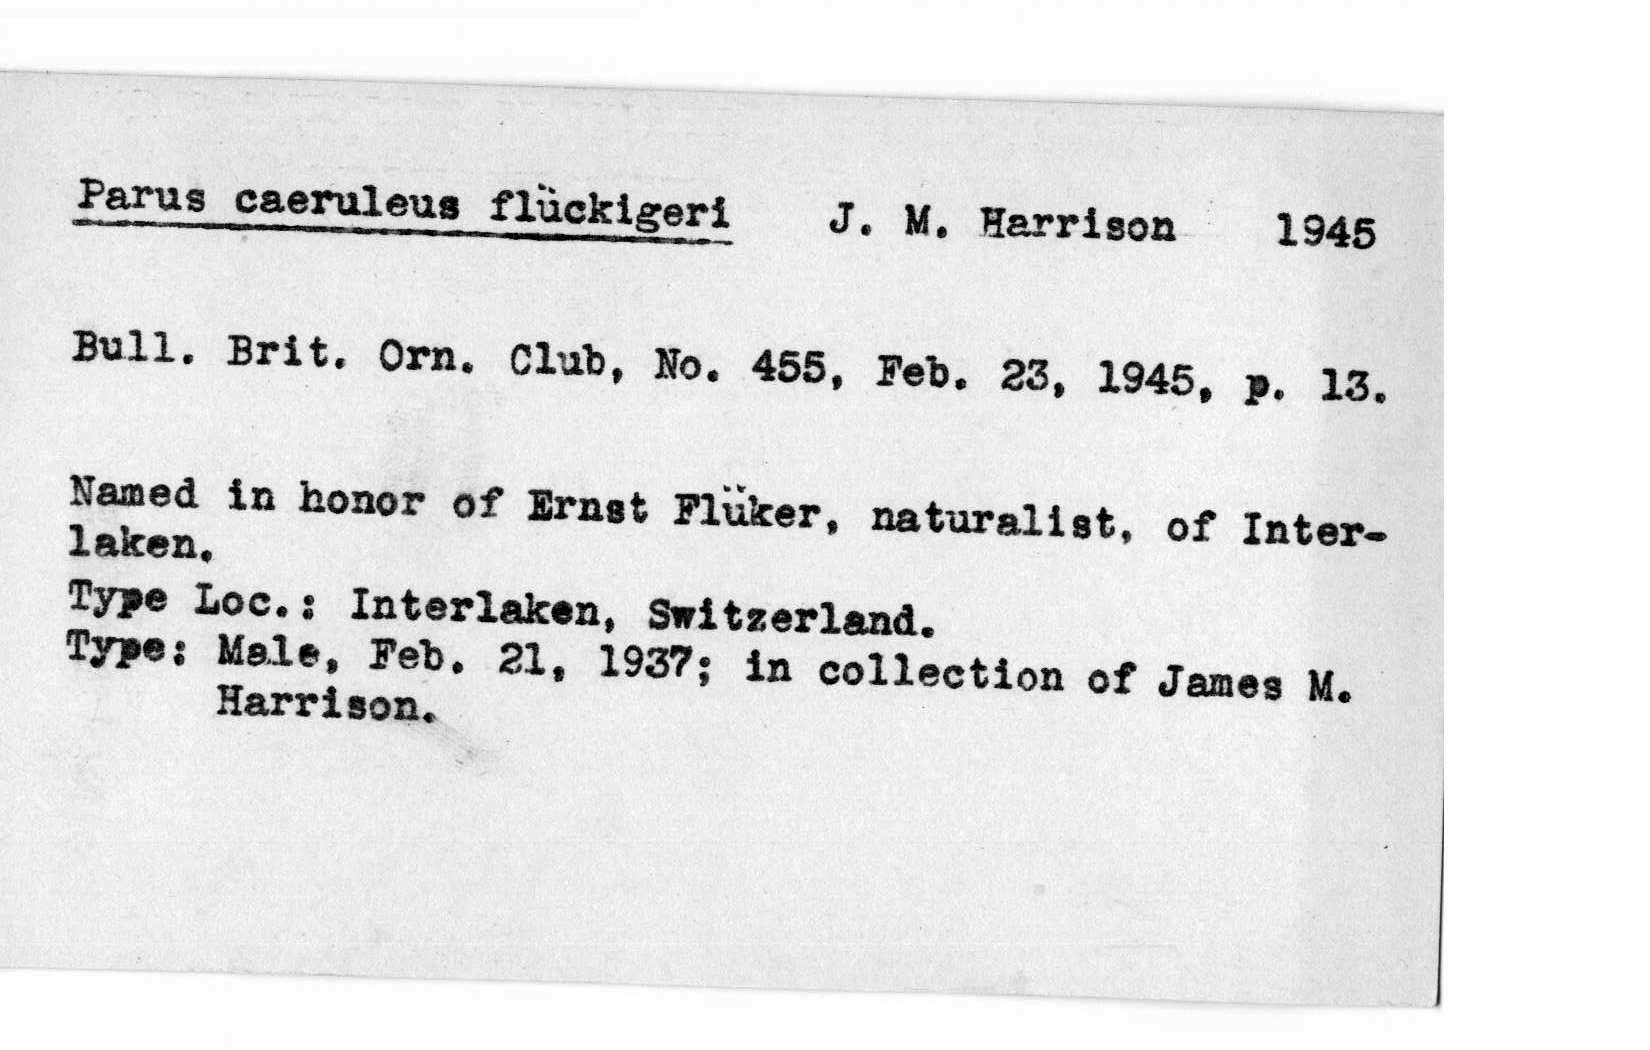 Parus caeruleus flückigeri J. M. Harrison 1945
Bull. Brit. Orn. Club, No. 455, Feb. 23, 1945, p. 13.
Named in honor of Ernst Flüker, naturalist, of Inter-
laken.
Type Loc.: Interlaken, Switzerland.
Type: Male, Feb. 21, 1937; in collection of James M.
Harrison.